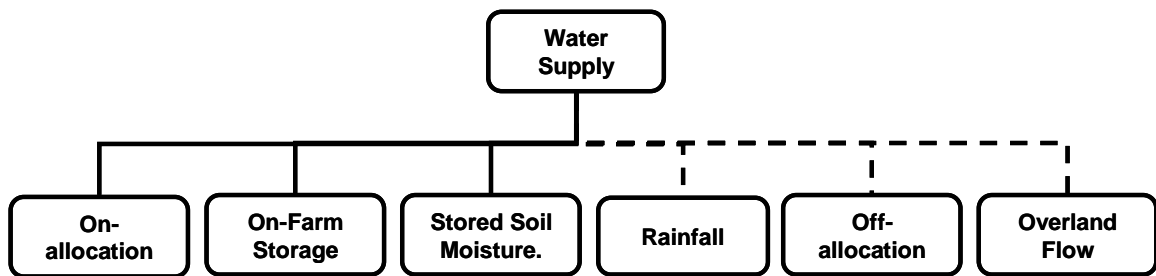 Water
Supply
On-
allocation
On-Farm
Storage
Stored Soil
Moisture.
Rainfall
Off-
allocation
Overland
Flow